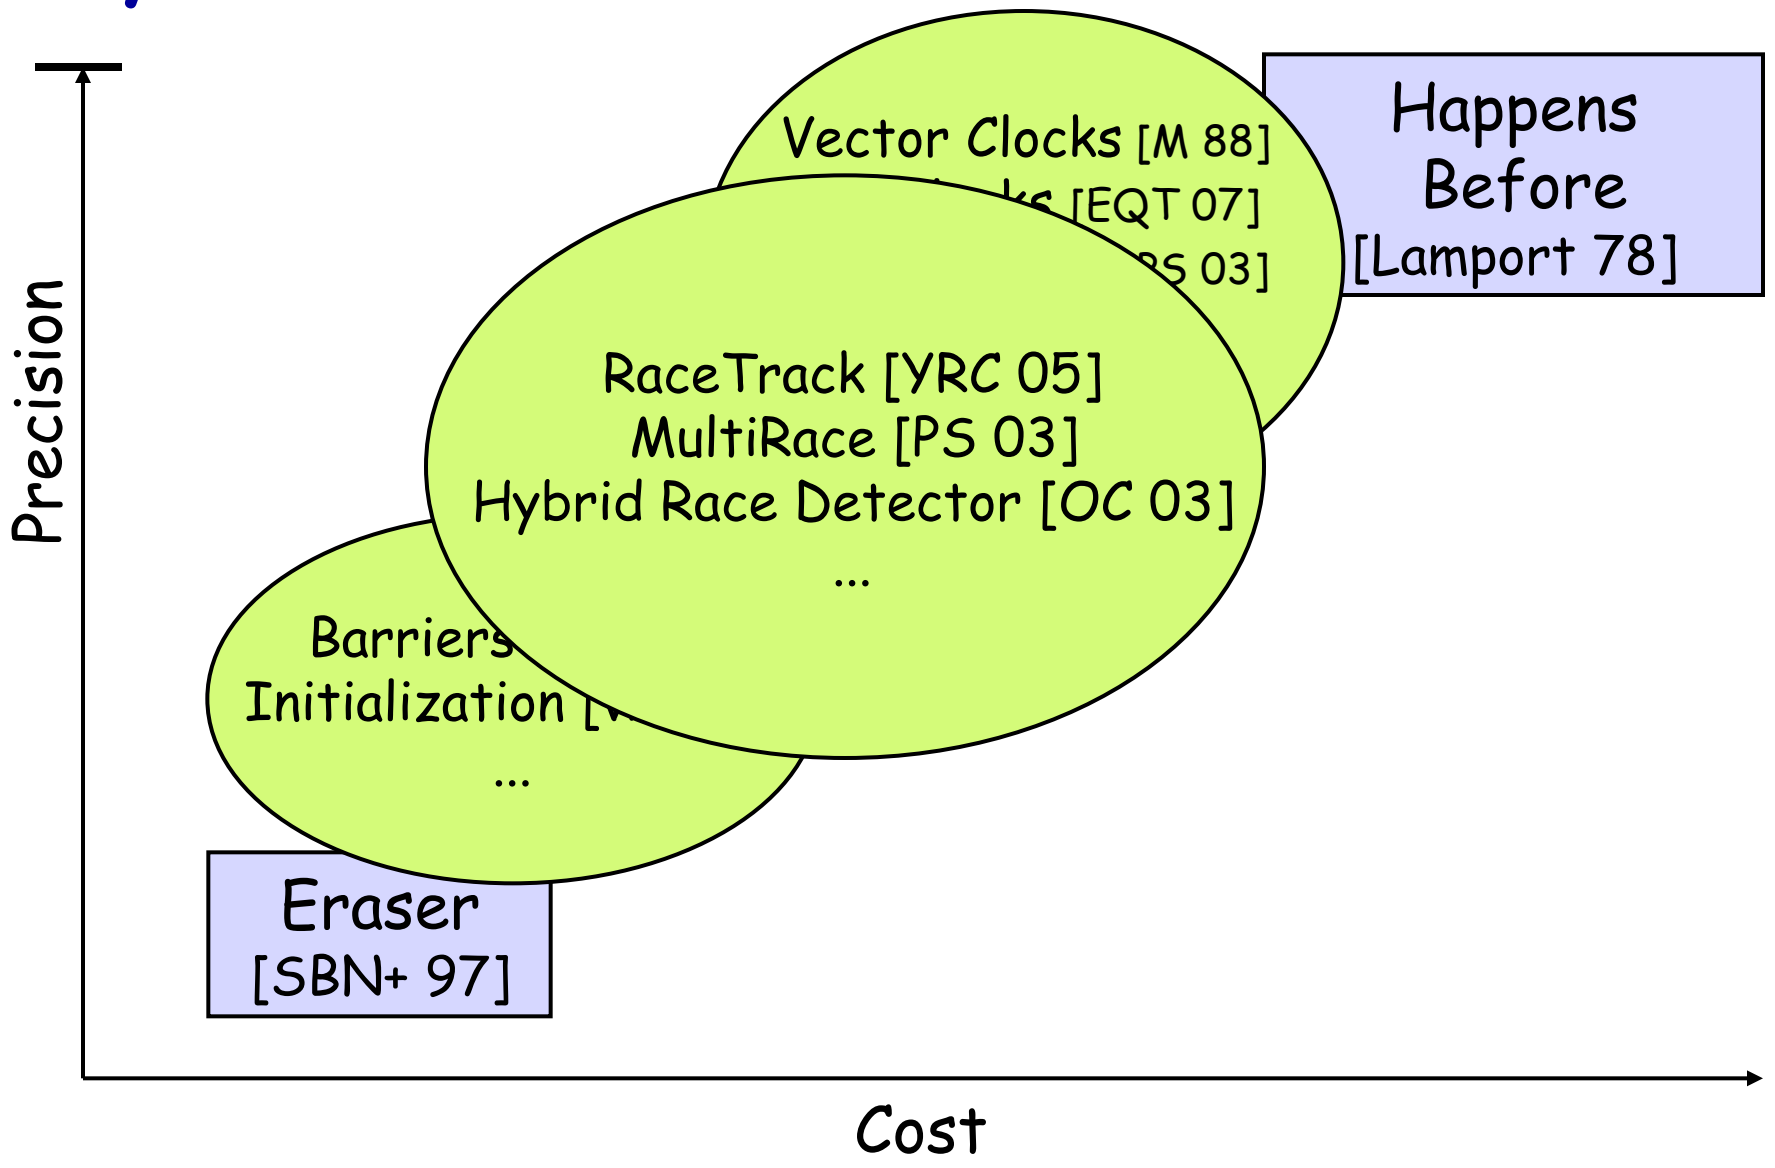 Precision
Vector Clocks [M 88]
[EQT 07]
03]
Happens
Before
[Lamport 78]
RaceTrack [YRC 05]
MultiRace [PS 03]
Hybrid Race Detector [OC 03]
...
Barriers
Initialization
...
Eraser
[SBN+ 97]
Cost